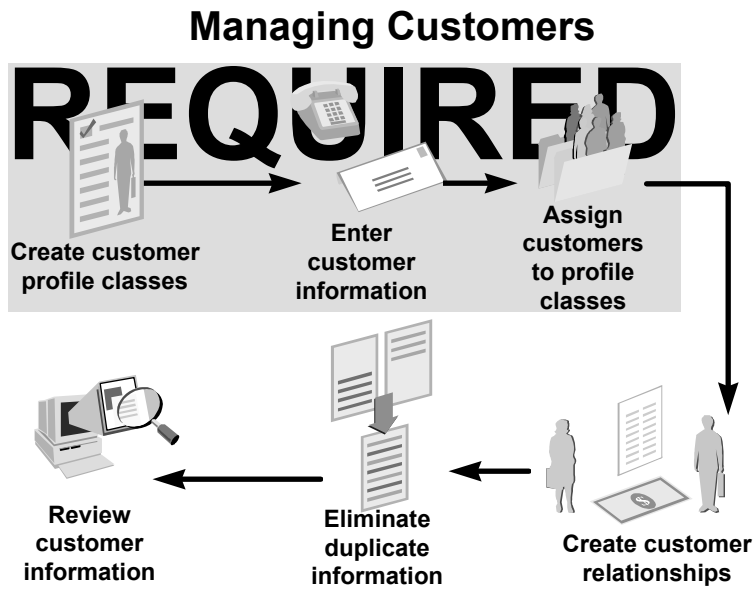 Managing Customers
REQUIRED
Create customer
profile classes
Enter
customer
information
Assign
customers
to profile
classes
Review
customer
information
Eliminate
duplicate
information
Create customer
relationships
$